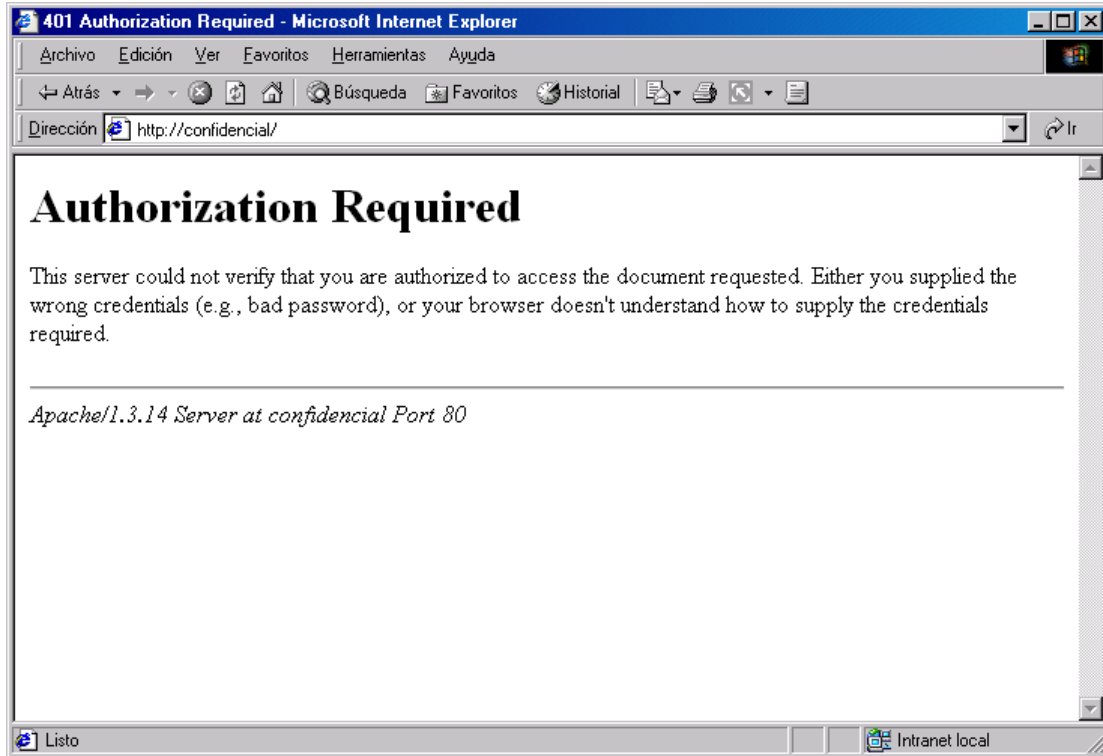 401 Authorization Required - Microsoft Internet Explorer
Archivo Edición Ver Favoritos Herramientas Ayuda
Atrás Búsqueda Favoritos Historial
Dirección http://confidencial/ Ir
Authorization Required
This server could not verify that you are authorized to access the document requested. Either you supplied the
wrong credentials (e.g., bad password), or your browser doesn't understand how to supply the credentials
required.
Apache/1.3.14 Server at confidencial Port 80
Listo Intranet local